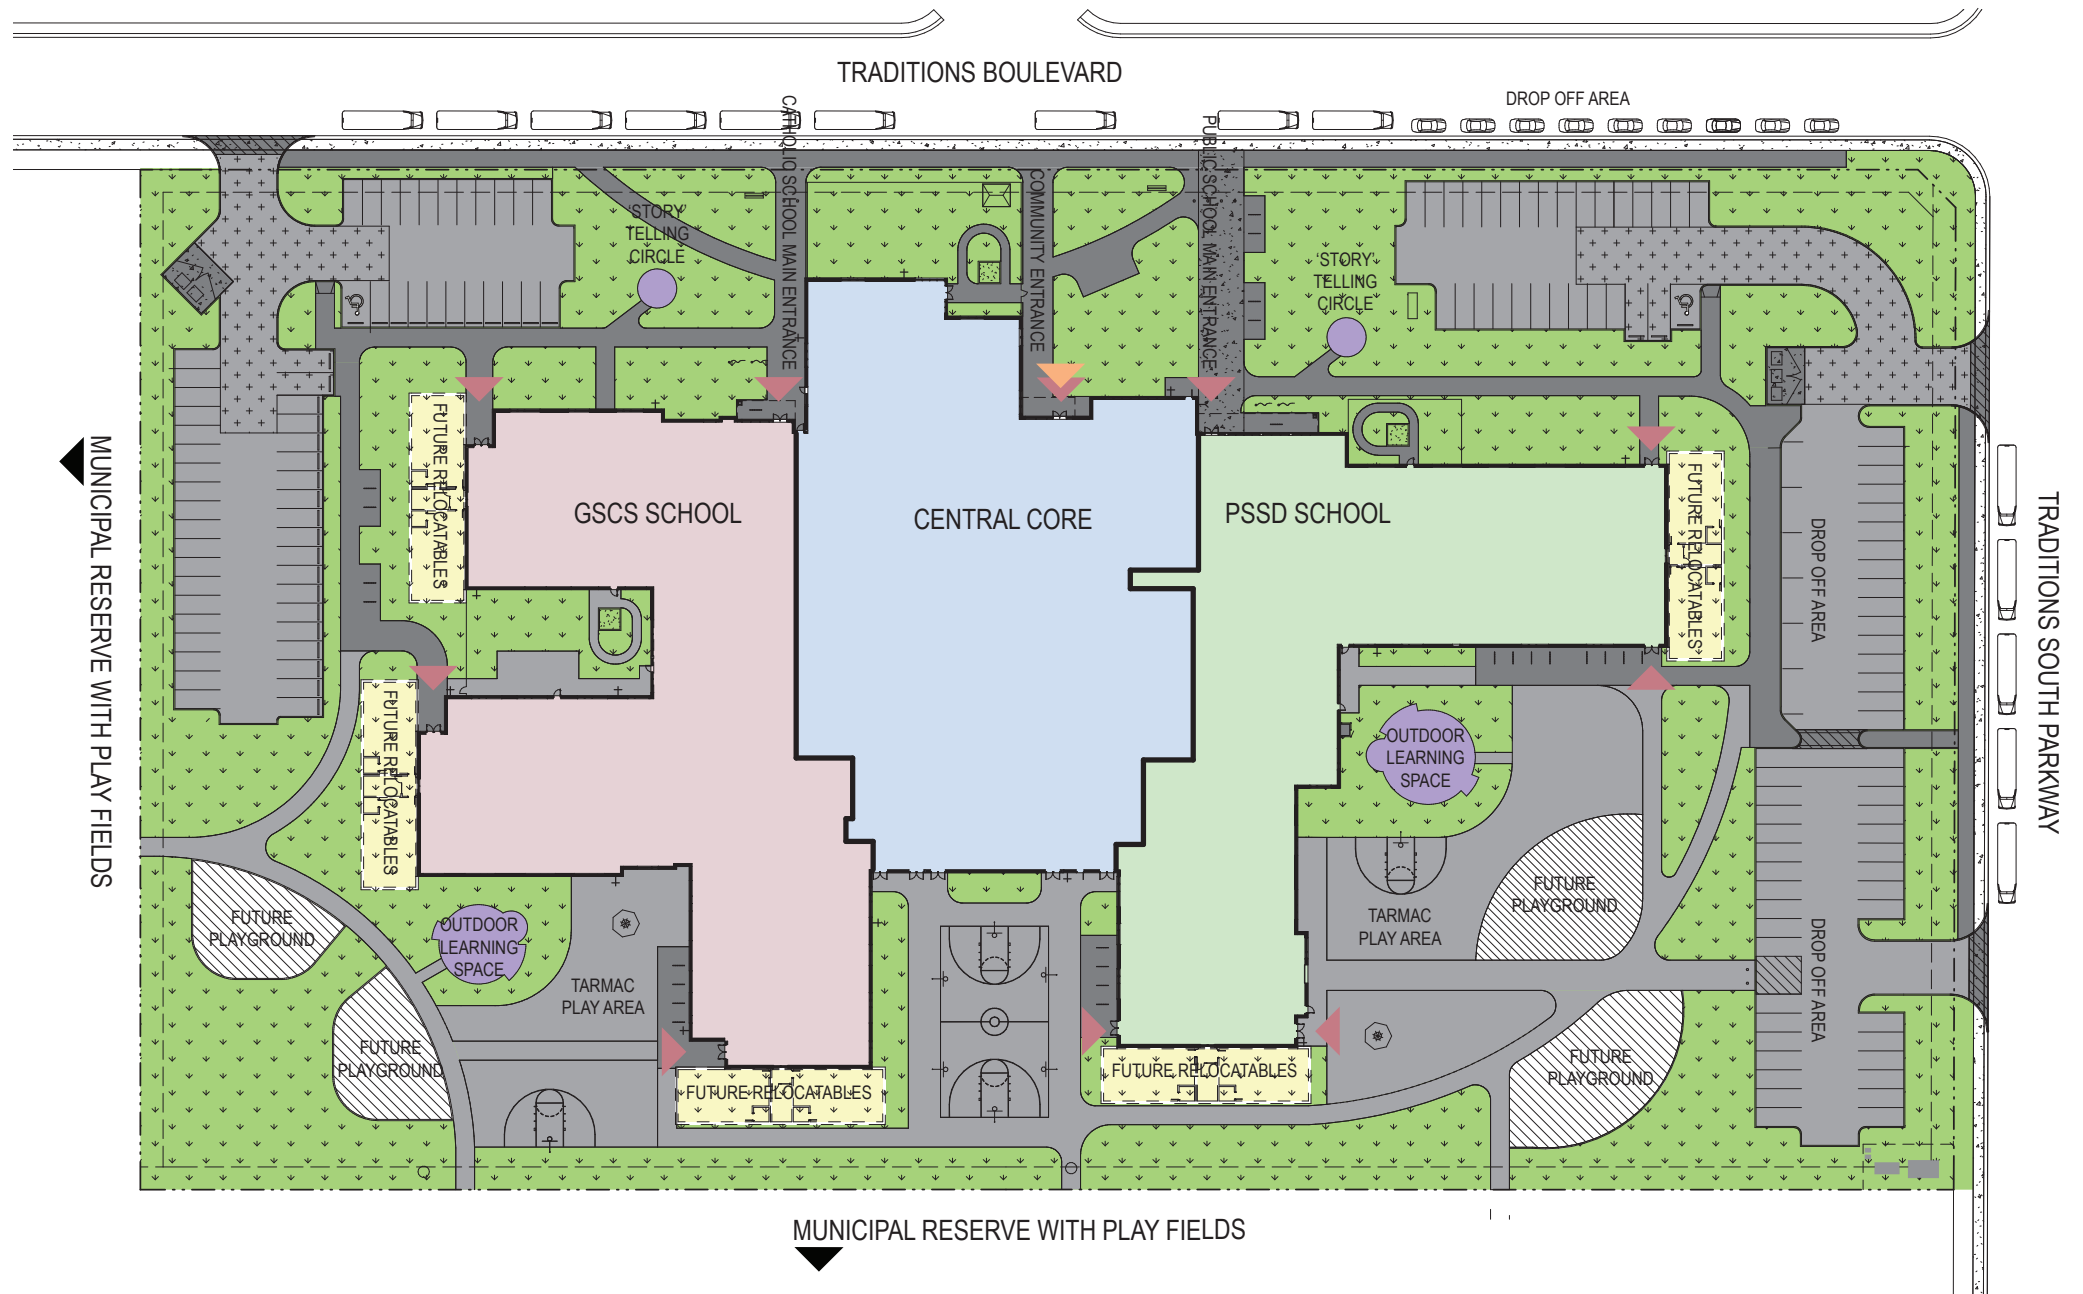 TRADITIONS BOULEVARD
DROP OFF AREA
CATHOLIC SCHOOL MAIN ENTRANCE
COMMUNITY ENTRANCE
PUBLIC SCHOOL MAIN ENTRANCE
'STORY'
TELLING
CIRCLE
'STORY'
TELLING
CIRCLE
FUTURE RELOCATABLES
GSCS SCHOOL
CENTRAL CORE
PSSD SCHOOL
FUTURE RELOCATABLES
DROP OFF AREA
MUNICIPAL RESERVE WITH PLAY FIELDS
TRADITIONS SOUTH PARKWAY
FUTURE RELOCATABLES
OUTDOOR
LEARNING
SPACE
FUTURE
PLAYGROUND
OUTDOOR
LEARNING
SPACE
TARMAC
PLAY AREA
FUTURE
PLAYGROUND
TARMAC
PLAY AREA
DROP OFF AREA
FUTURE
PLAYGROUND
FUTURE RELOCATABLES
FUTURE RELOCATABLES
FUTURE
PLAYGROUND
MUNICIPAL RESERVE WITH PLAY FIELDS